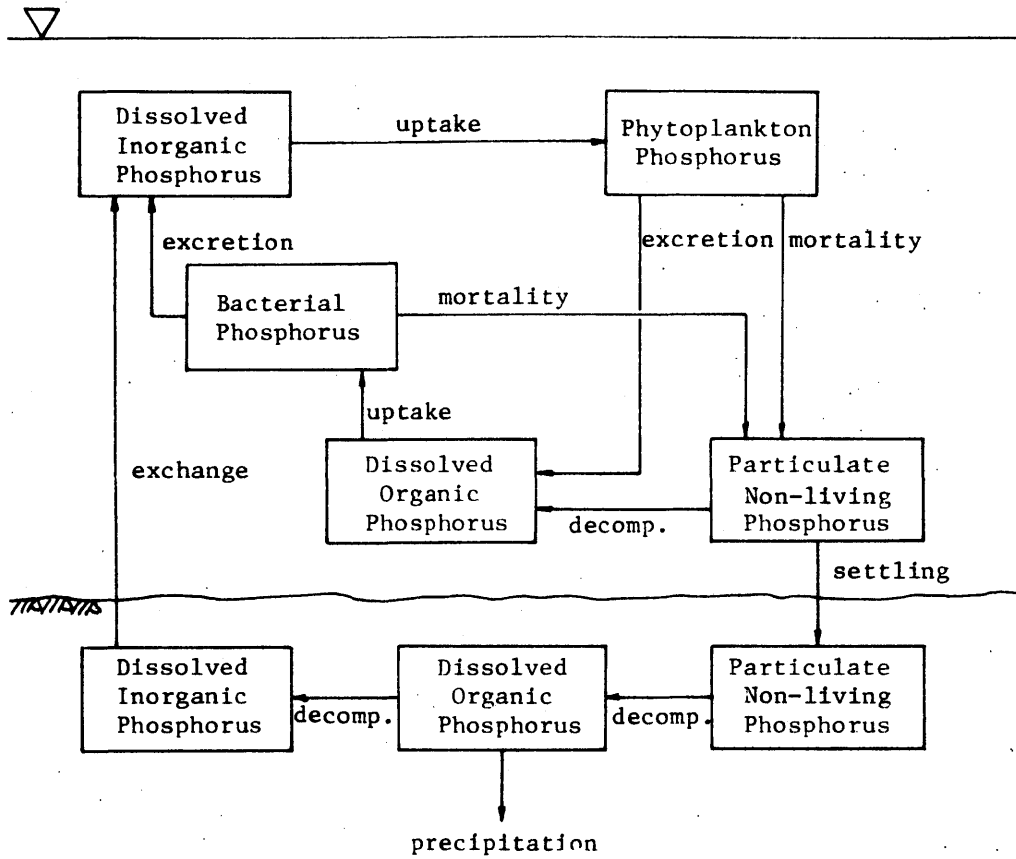 Dissolved
Inorganic
Phosphorus
uptake
Phytoplankton
Phosphorus
excretion
excretion
mortality
Bacterial
Phosphorus
mortality
uptake
exchange
Dissolved
Organic
Phosphorus
decomp.
Particulate
Non-living
Phosphorus
settling
Dissolved
Inorganic
Phosphorus
decomp.
Dissolved
Organic
Phosphorus
decomp.
Particulate
Non-living
Phosphorus
precipitation